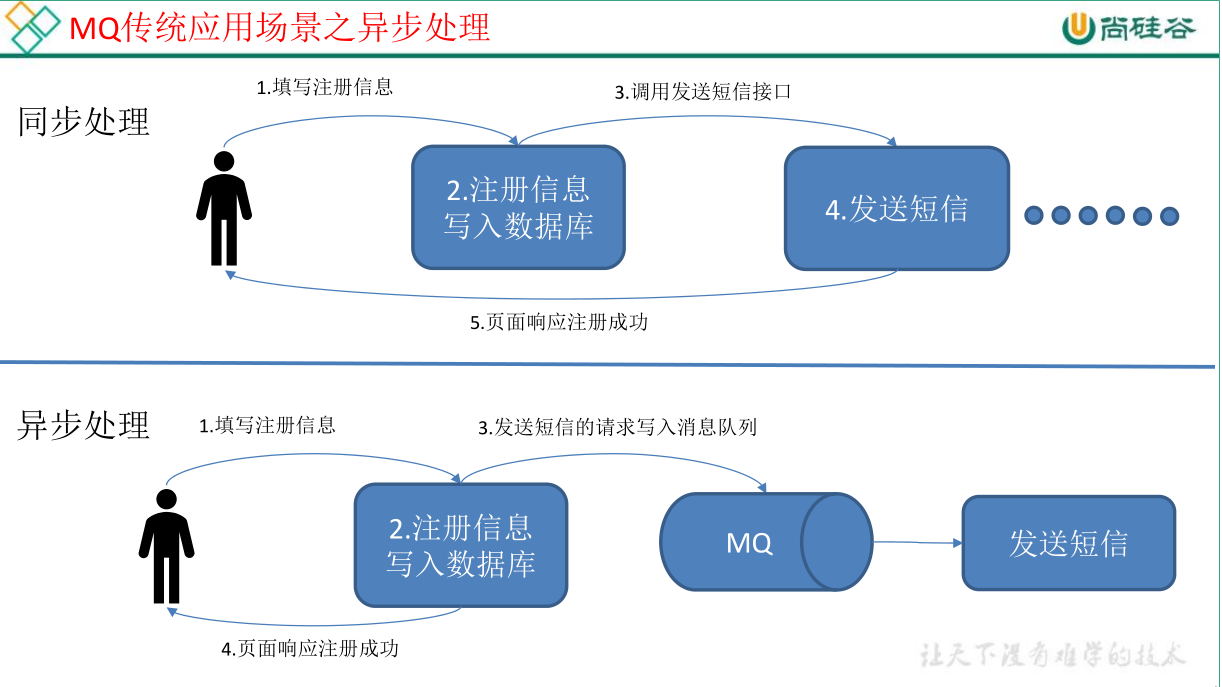 MQ传统应用场景之异步处理
尚硅谷
同步处理
1.填写注册信息
3.调用发送短信接口
2.注册信息
写入数据库
4.发送短信
5.页面响应注册成功
异步处理
1.填写注册信息
3.发送短信的请求写入消息队列
2.注册信息
写入数据库
MQ
发送短信
4.页面响应注册成功
让天下没有难学的技术